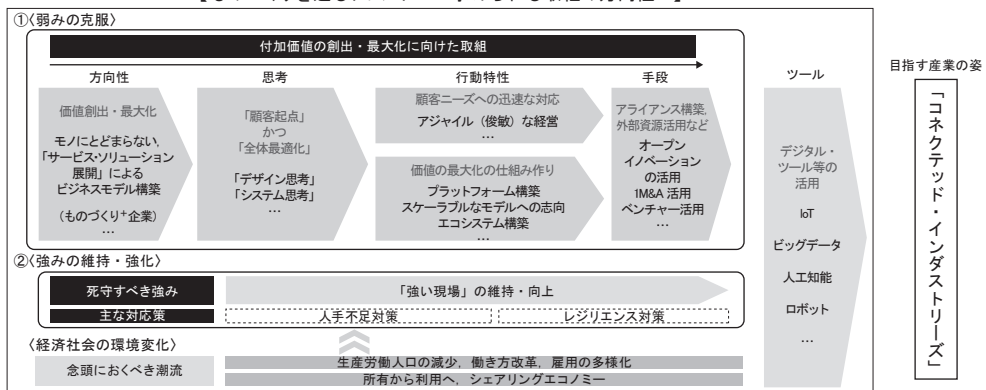 ①〈弱みの克服〉
付加価値の創出・最大化に向けた取組
方向性
思考
行動特性
手段
ツール
目指す産業の姿
価値創出・最大化
モノにとどまらない,
「サービス・ソリューション
展開」による
ビジネスモデル構築
(ものづくり⁺企業)
…
「顧客起点」
かつ
「全体最適化」
「デザイン思考」
「システム思考」
…
顧客ニーズへの迅速な対応
アジャイル(俊敏)な経営
…
価値の最大化の仕組み作り
プラットフォーム構築
スケーラブルなモデルへの志向
エコシステム構築
…
アライアンス構築,
外部資源活用など
オープン
イノベーション
の活用
1M&A 活用
ベンチャー活用
…
デジタル・
ツール等の
活用
IoT
ビッグデータ
人工知能
ロボット
…
「コネクテッド・インダストリーズ」
②〈強みの維持・強化〉
死守すべき強み
「強い現場」の維持・向上
主な対応策
人手不足対策
レジリエンス対策
〈経済社会の環境変化〉
念頭におくべき潮流
生産労働人口の減少,働き方改革,雇用の多様化
所有から利用へ,シェアリングエコノミー